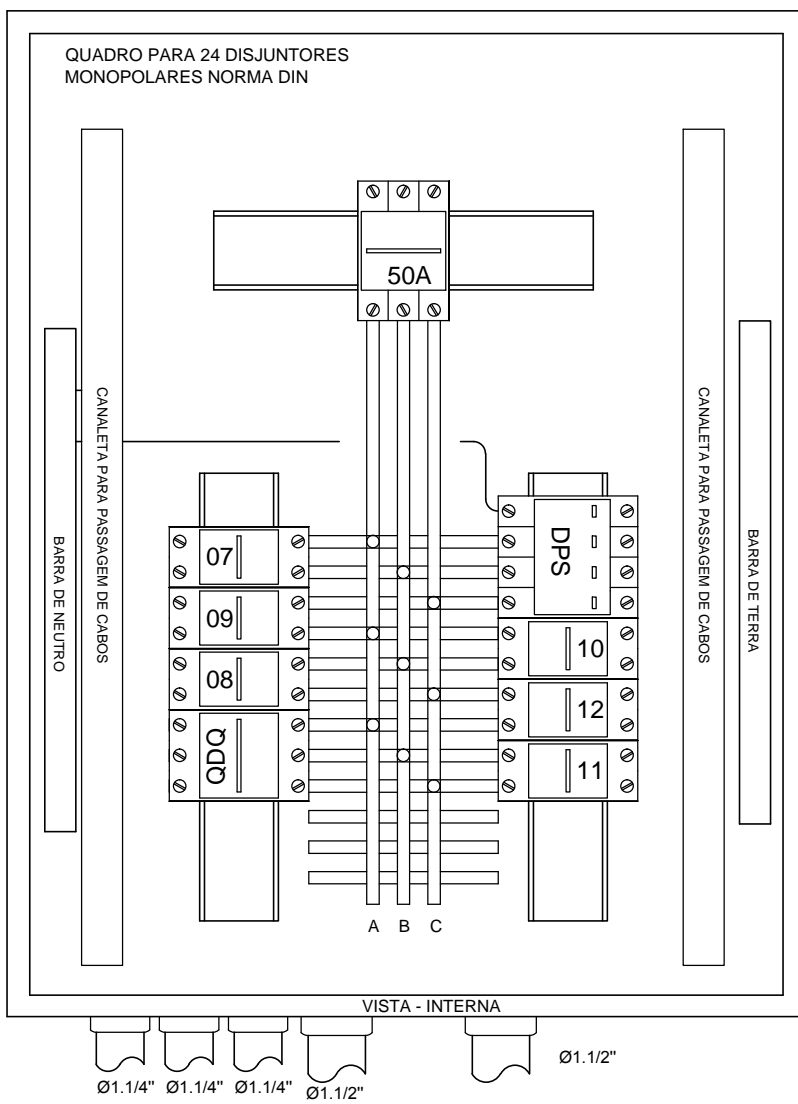 QUADRO PARA 24 DISJUNTORES
MONOPOLARES NORMA DIN
50A
CANALETA PARA PASSAGEM DE CABOS
CANALETA PARA PASSAGEM DE CABOS
BARRA DE NEUTRO
BARRA DE TERRA
07
DPS
09
10
08
12
QDQ
11
A B C
VISTA - INTERNA
Ø1.1/4" Ø1.1/4" Ø1.1/4" Ø1.1/2"
Ø1.1/2"